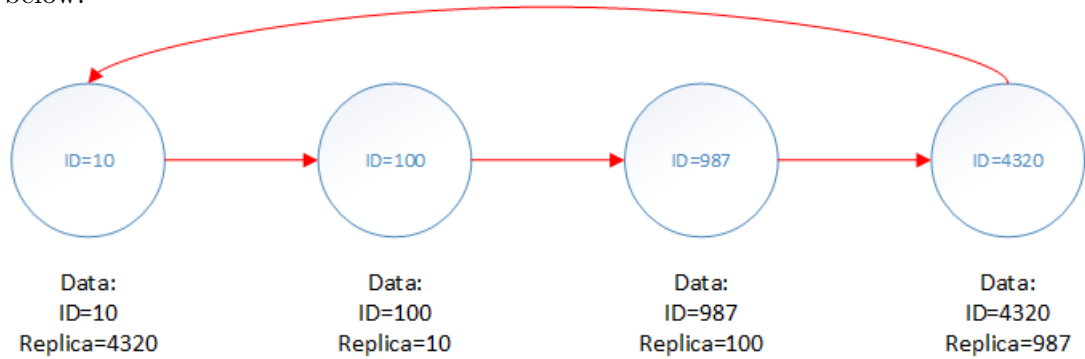 below.
ID=10
ID=100
ID=987
ID=4320
Data:
ID=10
Replica=4320
Data:
ID=100
Replica=10
Data:
ID=987
Replica=100
Data:
ID=4320
Replica=987